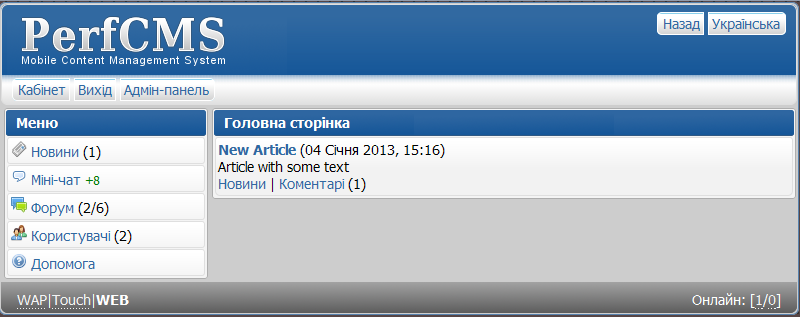 PerfCMS
Mobile Content Management System
Назад Українська
Кабінет Вихід Адмін-панель
Меню
Новини (1)
Міні-чат +8
Форум (2/6)
Користувачі (2)
Допомога
Головна сторінка
New Article (04 Січня 2013, 15:16)
Article with some text
Новини | Коментарі (1)
WAP|Touch|WEB
Онлайн: [1/0]